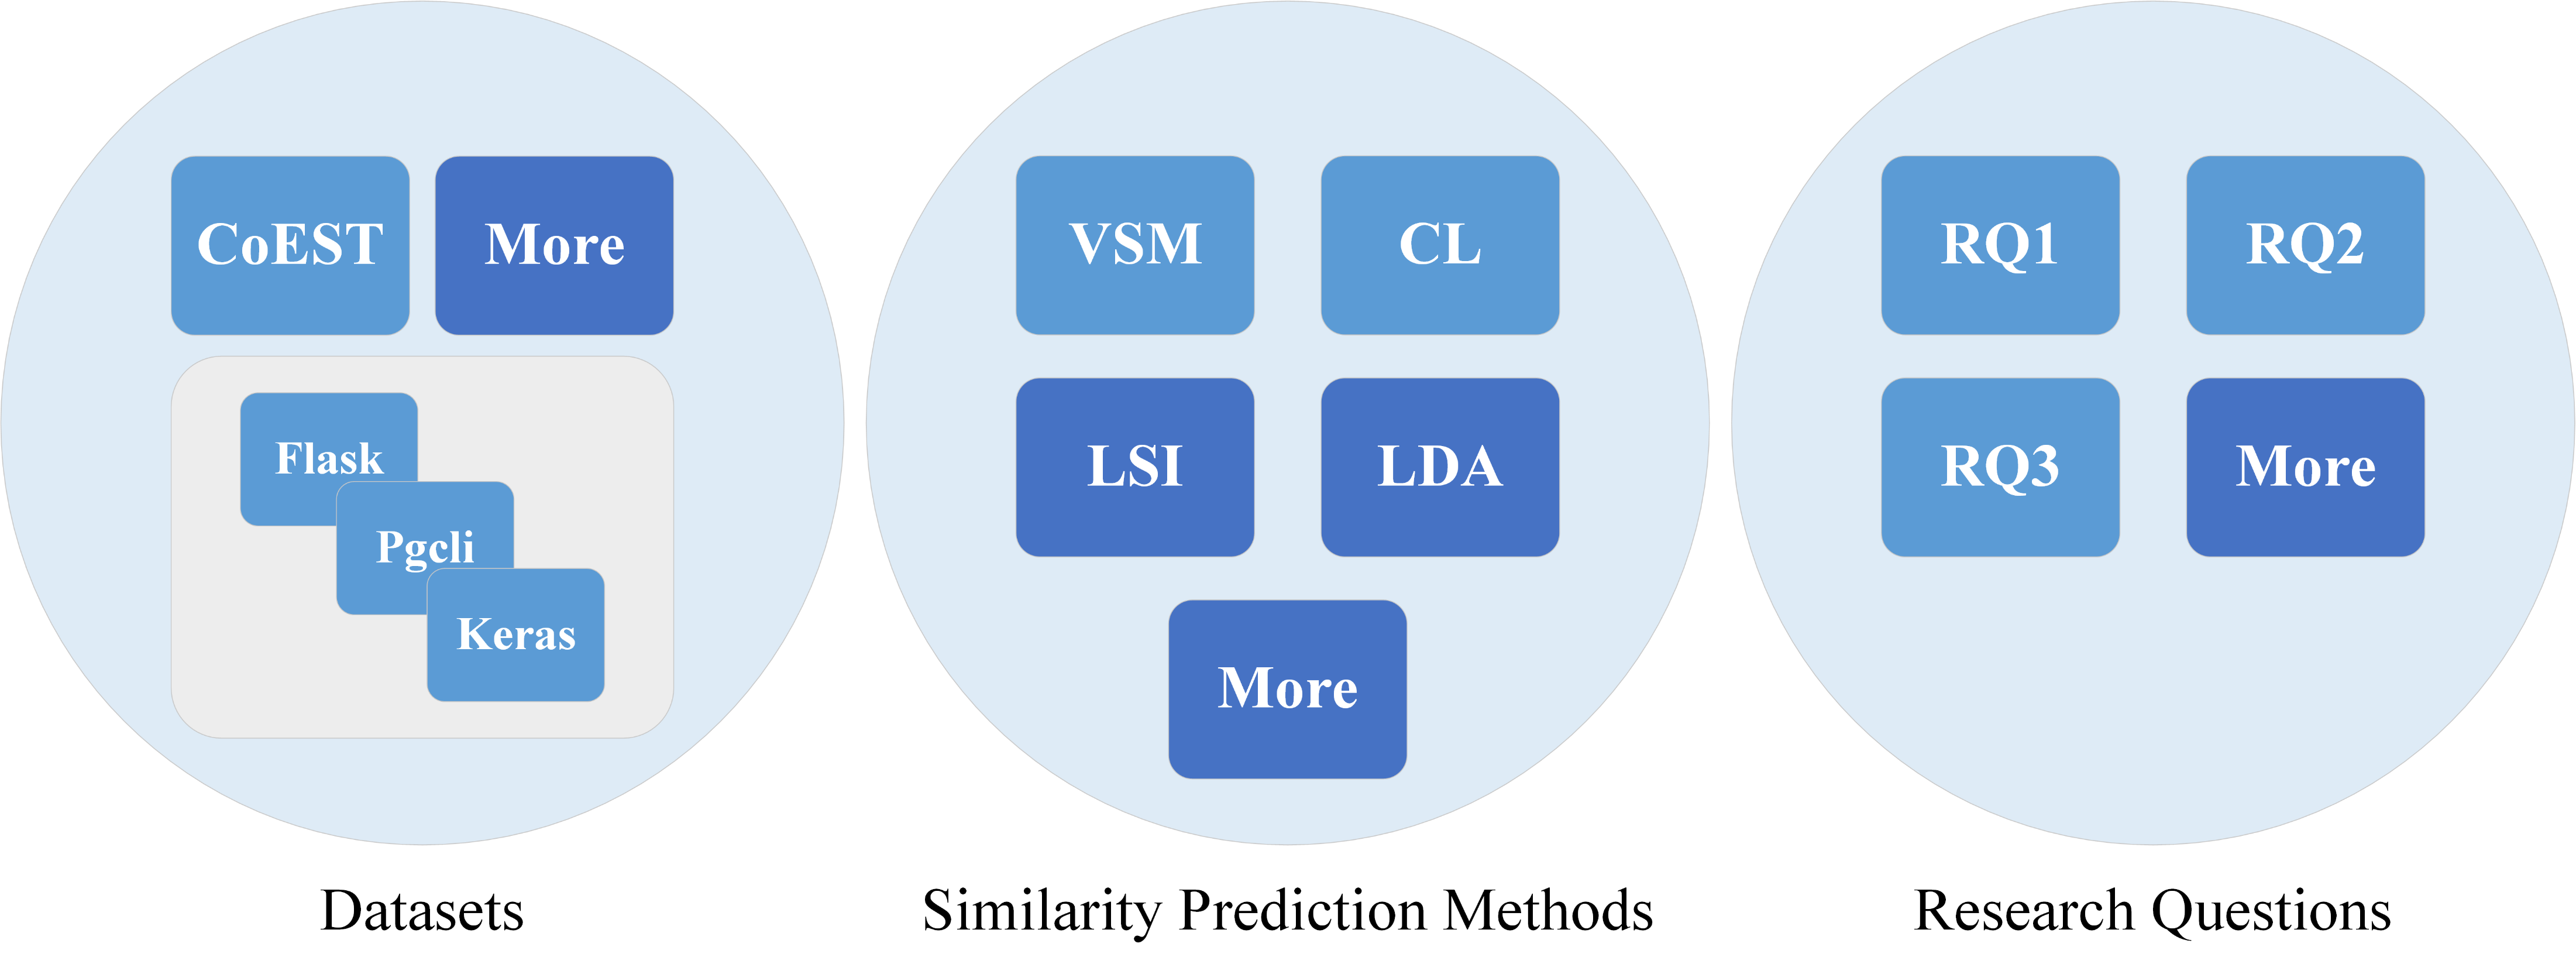 CoEST
More
Flask
Pgcli
Keras
Datasets
VSM
CL
LSI
LDA
More
Similarity Prediction Methods
RQ1
RQ2
RQ3
More
Research Questions